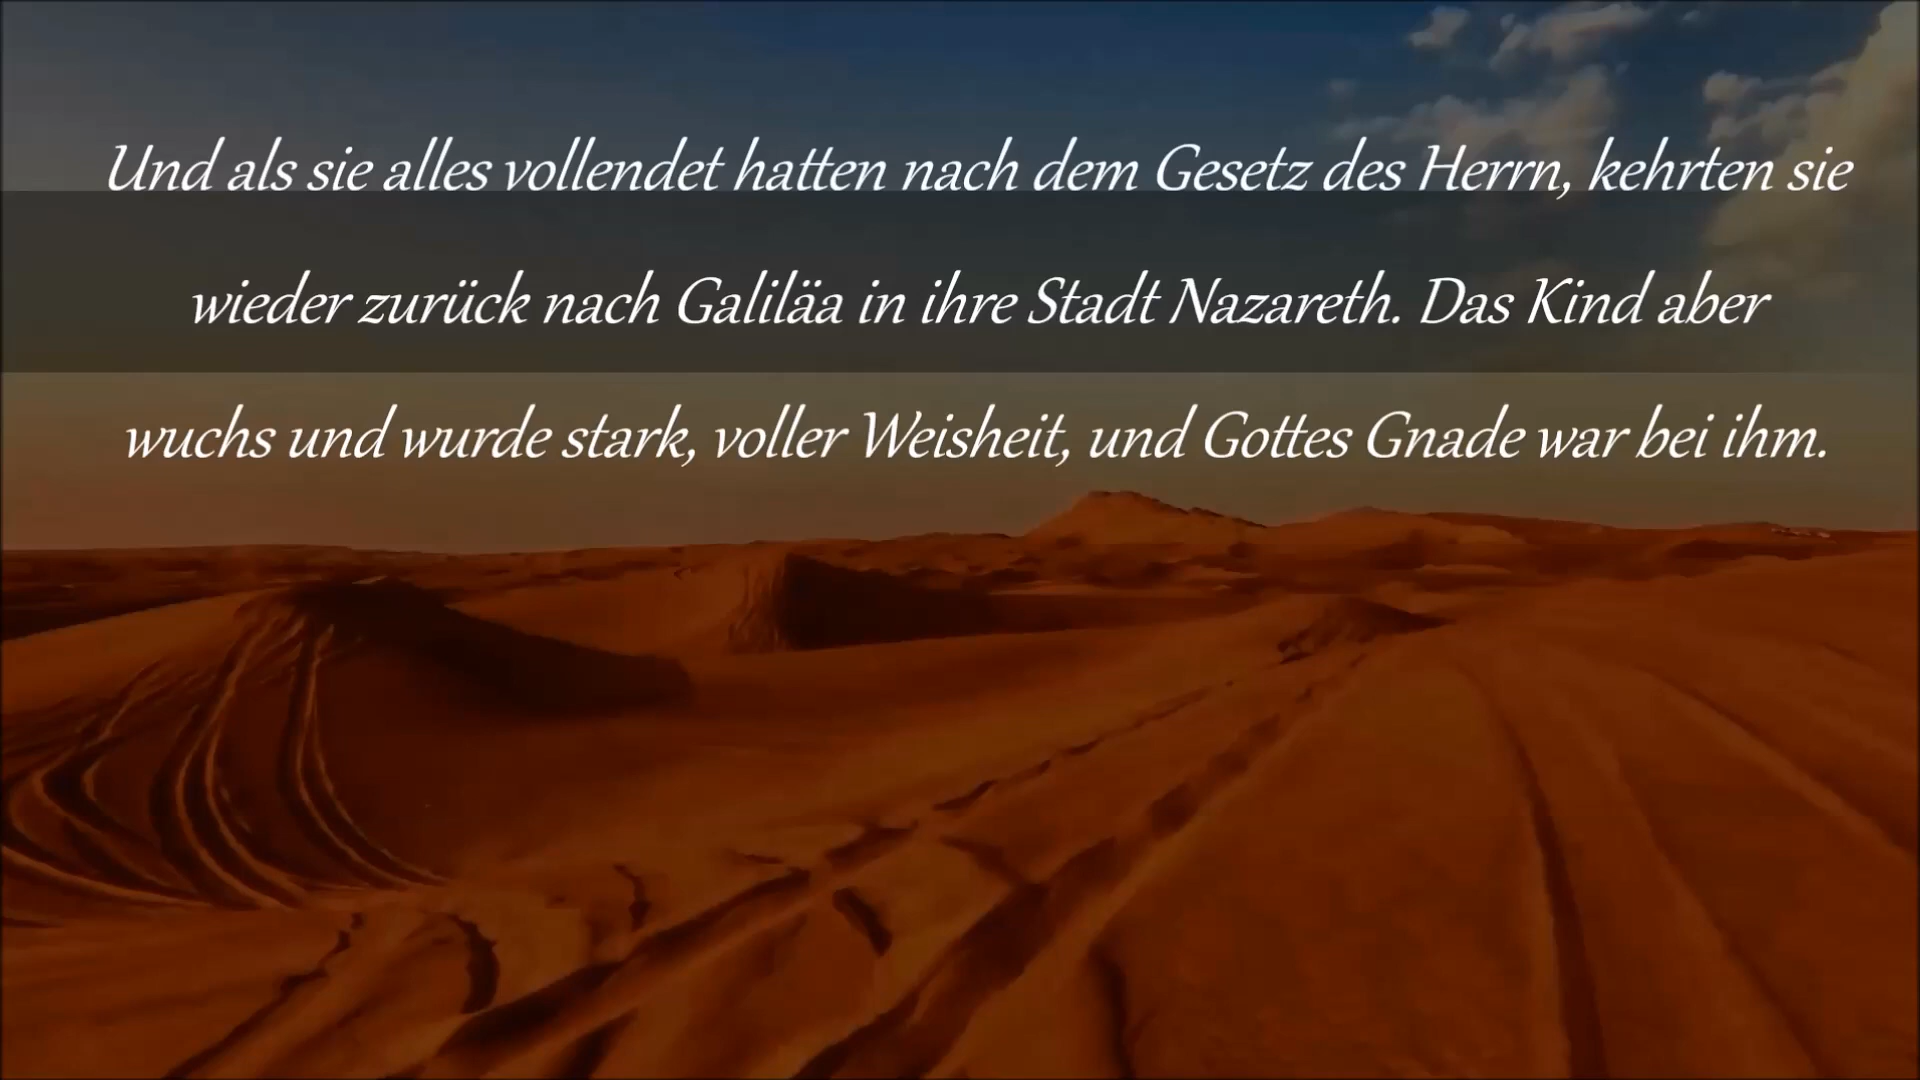 Und als sie alles vollendet hatten nach dem Gesetz des Herrn, kehrten sie
wieder zurück nach Galiläa in ihre Stadt Nazareth. Das Kind aber
wuchs und wurde stark, voller Weisheit, und Gottes Gnade war bei ihm.